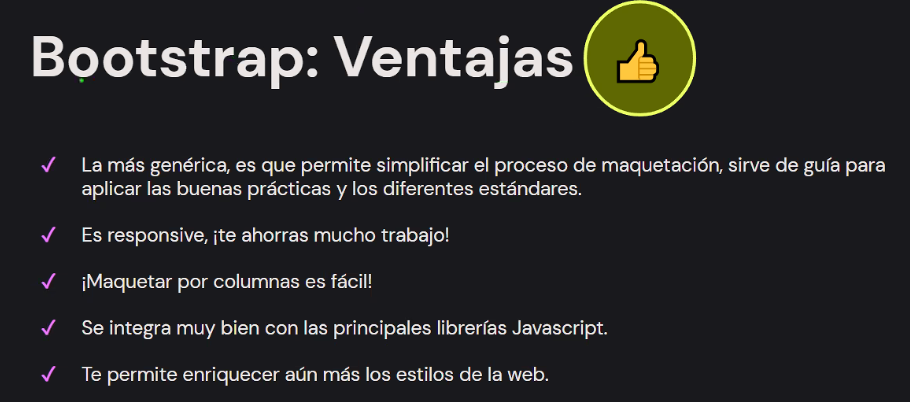 Bootstrap: Ventajas
La más genérica, es que permite simplificar el proceso de maquetación, sirve de guía para
aplicar las buenas prácticas y los diferentes estándares.
Es responsive, ¡te ahorras mucho trabajo!
¡Maquetar por columnas es fácil!
Se integra muy bien con las principales librerías Javascript.
Te permite enriquecer aún más los estilos de la web.